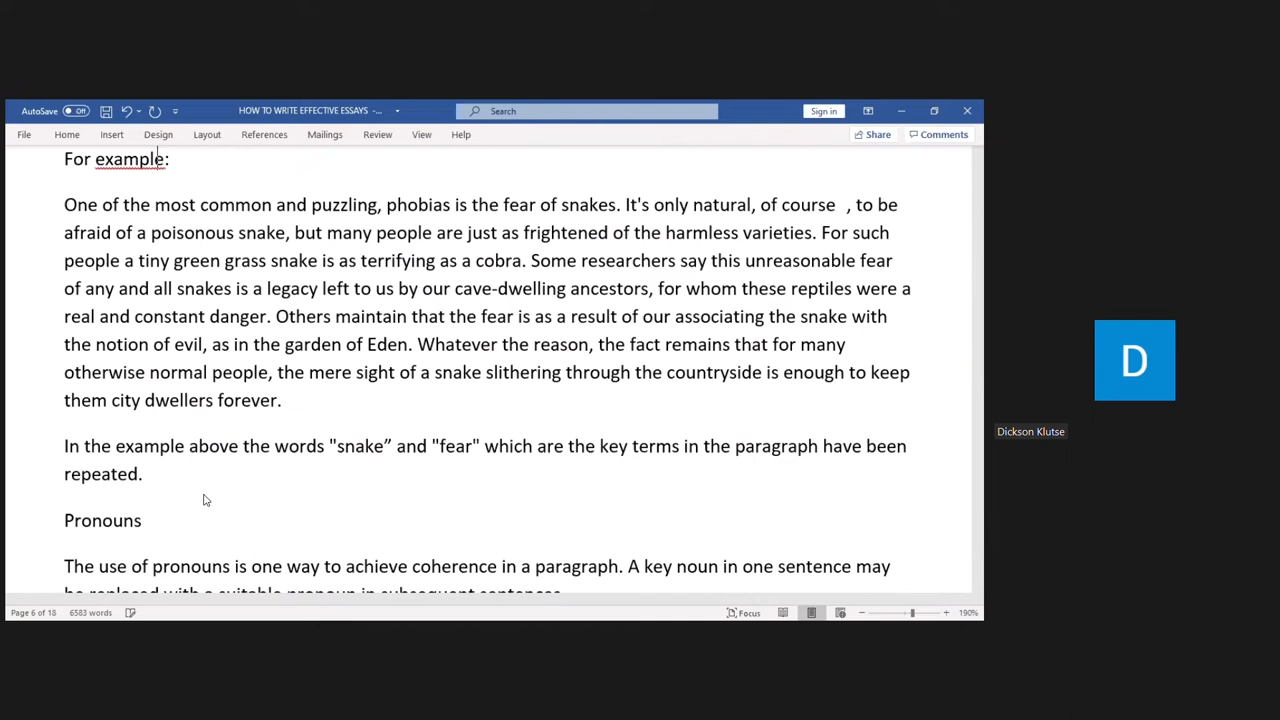 AutoSave Off HOW TO WRITE EFFECTIVE ESSAYS -... Search Sign in
File Home Insert Design Layout References Mailings Review View Help Share Comments
For example:
One of the most common and puzzling, phobias is the fear of snakes. It's only natural, of course , to be
afraid of a poisonous snake, but many people are just as frightened of the harmless varieties. For such
people a tiny green grass snake is as terrifying as a cobra. Some researchers say this unreasonable fear
of any and all snakes is a legacy left to us by our cave-dwelling ancestors, for whom these reptiles were a
real and constant danger. Others maintain that the fear is as a result of our associating the snake with
the notion of evil, as in the garden of Eden. Whatever the reason, the fact remains that for many
otherwise normal people, the mere sight of a snake slithering through the countryside is enough to keep
them city dwellers forever.
In the example above the words "snake” and "fear" which are the key terms in the paragraph have been
repeated.
Pronouns
The use of pronouns is one way to achieve coherence in a paragraph. A key noun in one sentence may
be replaced with a suitable pronoun in subsequent sentences.
Page 6 of 18 6583 words Focus 190%
D
Dickson Klutse